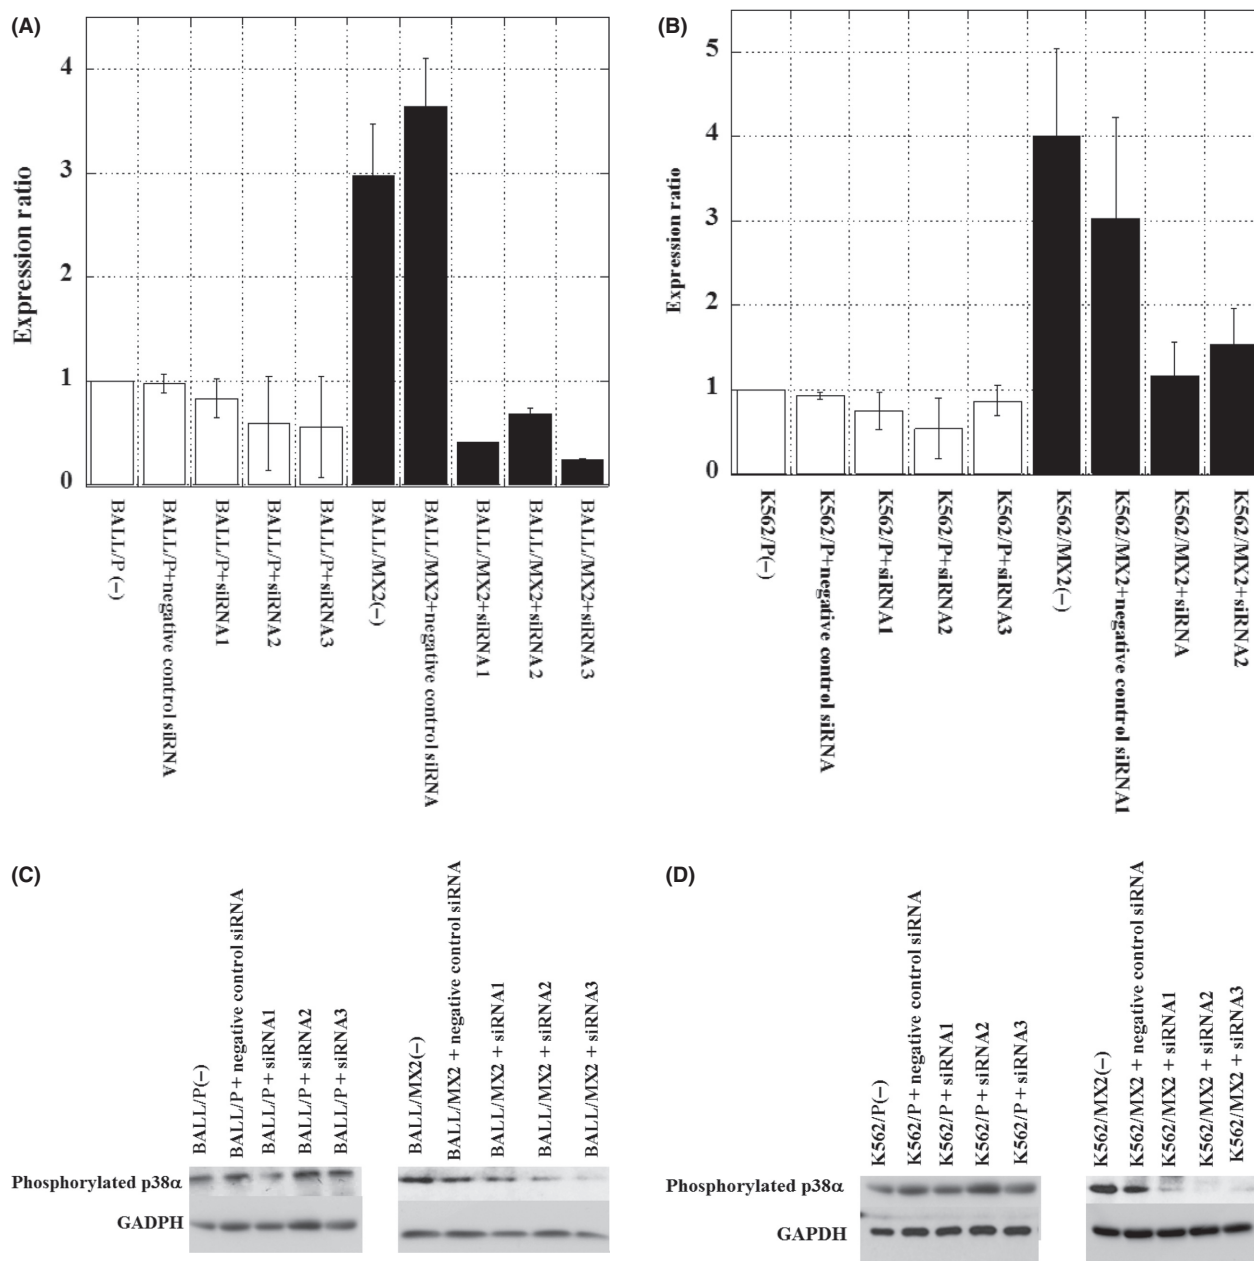 (A)
Expression ratio
4
3
2
1
0
BALL/P (–)
BALL/P+negative control siRNA
BALL/P+siRNA1
BALL/P+siRNA2
BALL/P+siRNA3
BALL/MX2(–)
BALL/MX2+negative control siRNA
BALL/MX2+siRNA1
BALL/MX2+siRNA2
BALL/MX2+siRNA3
(B)
Expression ratio
5
4
3
2
1
0
K562/P(–)
K562/P+negative control siRNA
K562/P+siRNA1
K562/P+siRNA2
K562/P+siRNA3
K562/MX2(–)
K562/MX2+negative control siRNA1
K562/MX2+siRNA
K562/MX2+siRNA2
(C)
BALL/P(–)
BALL/P + negative control siRNA
BALL/P + siRNA1
BALL/P + siRNA2
BALL/P + siRNA3
BALL/MX2(–)
BALL/MX2 + negative control siRNA
BALL/MX2 + siRNA1
BALL/MX2 + siRNA2
BALL/MX2 + siRNA3
Phosphorylated p38α
GADPH
(D)
K562/P(–)
K562/P + negative control siRNA
K562/P + siRNA1
K562/P + siRNA2
K562/P + siRNA3
K562/MX2(–)
K562/MX2 + negative control siRNA
K562/MX2 + siRNA1
K562/MX2 + siRNA2
K562/MX2 + siRNA3
Phosphorylated p38α
GAPDH